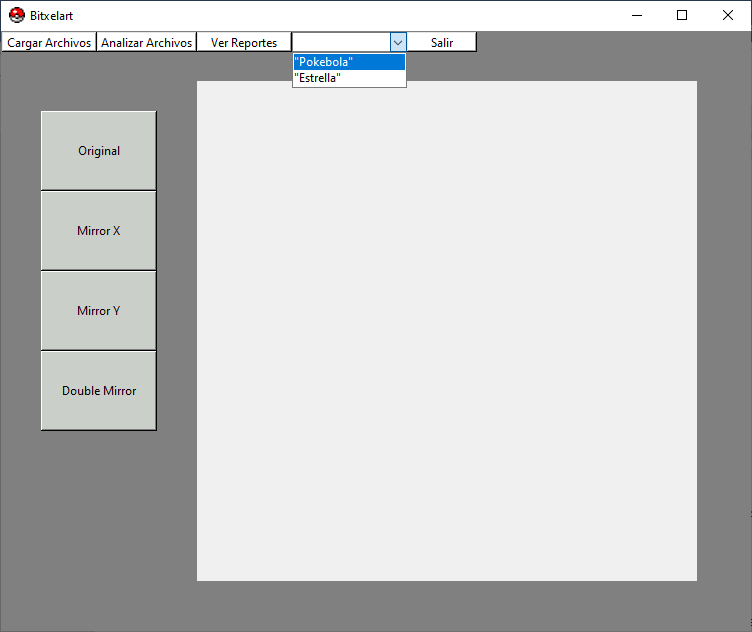 Bitxelart
Cargar Archivos Analizar Archivos Ver Reportes Salir
"Pokebola"
"Estrella"
Original
Mirror X
Mirror Y
Double Mirror